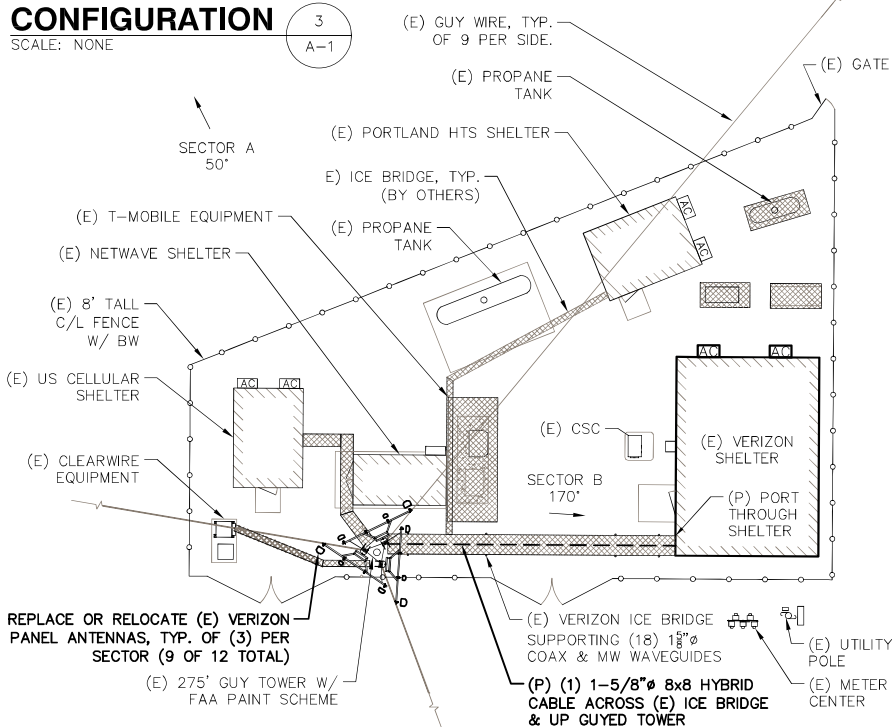 CONFIGURATION
SCALE: NONE
3
A-1
(E) GUY WIRE, TYP.
OF 9 PER SIDE.
(E) PROPANE
TANK
(E) GATE
SECTOR A
50°
(E) PORTLAND HTS SHELTER
E) ICE BRIDGE, TYP.
(BY OTHERS)
(E) T-MOBILE EQUIPMENT
(E) PROPANE
TANK
(E) NETWAVE SHELTER
AC
AC
(E) 8' TALL
C/L FENCE
W/ BW
(E) US CELLULAR
SHELTER
AC AC
AC AC
(E) CSC
(E) VERIZON
SHELTER
(E) CLEARWIRE
EQUIPMENT
SECTOR B
170°
(P) PORT
THROUGH
SHELTER
REPLACE OR RELOCATE (E) VERIZON
PANEL ANTENNAS, TYP. OF (3) PER
SECTOR (9 OF 12 TOTAL)
(E) VERIZON ICE BRIDGE
SUPPORTING (18) 1⅝"ø
COAX & MW WAVEGUIDES
(E) UTILITY
POLE
(E) 275' GUY TOWER W/
FAA PAINT SCHEME
(P) (1) 1-5/8"ø 8x8 HYBRID
CABLE ACROSS (E) ICE BRIDGE
& UP GUYED TOWER
(E) METER
CENTER